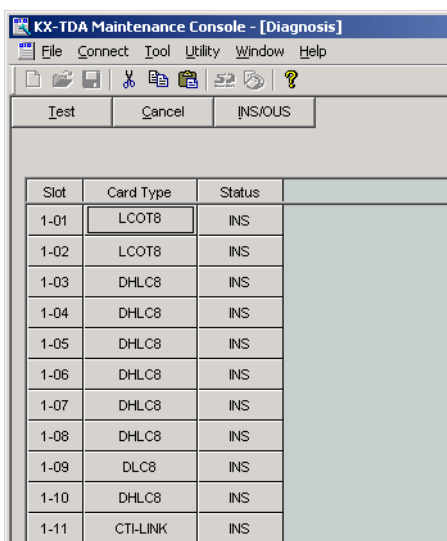 KX-TDA Maintenance Console - [Diagnosis]
File Connect Tool Utility Window Help
Test Cancel INS/OUS
Slot Card Type Status
1-01 LCOT8 INS
1-02 LCOT8 INS
1-03 DHLC8 INS
1-04 DHLC8 INS
1-05 DHLC8 INS
1-06 DHLC8 INS
1-07 DHLC8 INS
1-08 DHLC8 INS
1-09 DLC8 INS
1-10 DHLC8 INS
1-11 CTI-LINK INS